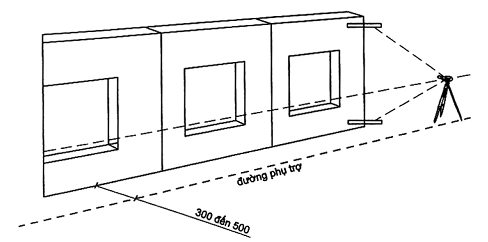 đường phụ trợ
300 đến 500